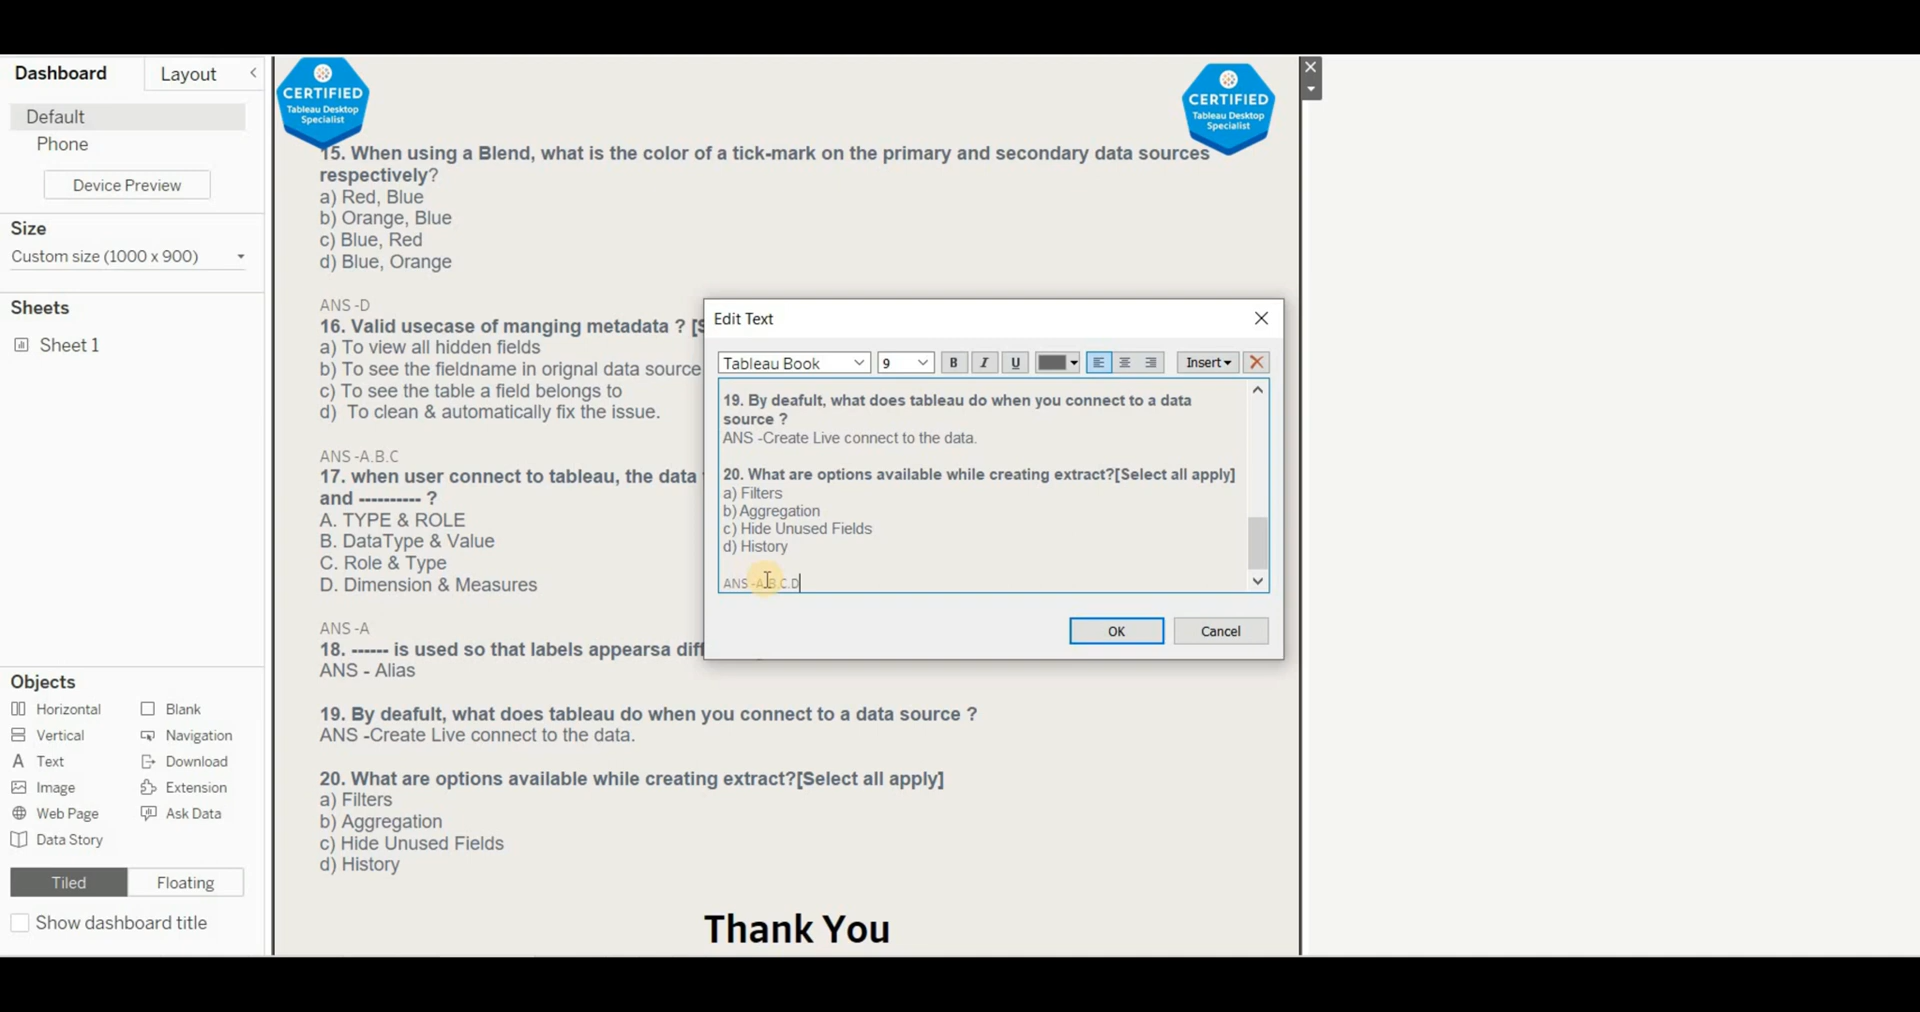 Dashboard
Layout
Default
Phone
Device Preview
Size
Custom size (1000 x 900)
Sheets
Sheet 1
Objects
Horizontal
Blank
Vertical
Navigation
Text
Download
Image
Extension
Web Page
Ask Data
Data Story
Tiled
Floating
Show dashboard title
CERTIFIED
Tableau Desktop
Specialist
CERTIFIED
Tableau Desktop
Specialist
15. When using a Blend, what is the color of a tick-mark on the primary and secondary data sources
respectively?
a) Red, Blue
b) Orange, Blue
c) Blue, Red
d) Blue, Orange
ANS -D
16. Valid usecase of manging metadata ? [S
a) To view all hidden fields
b) To see the fieldname in orignal data source
c) To see the table a field belongs to
d) To clean & automatically fix the issue.
ANS -A.B.C
17. when user connect to tableau, the data
and ---------- ?
A. TYPE & ROLE
B. DataType & Value
C. Role & Type
D. Dimension & Measures
ANS -A
18. ------ is used so that labels appearsa diff
ANS - Alias
19. By deafult, what does tableau do when you connect to a data source ?
ANS -Create Live connect to the data.
20. What are options available while creating extract?[Select all apply]
a) Filters
b) Aggregation
c) Hide Unused Fields
d) History
Thank You
Edit Text
Tableau Book
9
B
I
U
Insert
19. By deafult, what does tableau do when you connect to a data
source ?
ANS -Create Live connect to the data.
20. What are options available while creating extract?[Select all apply]
a) Filters
b) Aggregation
c) Hide Unused Fields
d) History
ANS -A.B.C.D
OK
Cancel